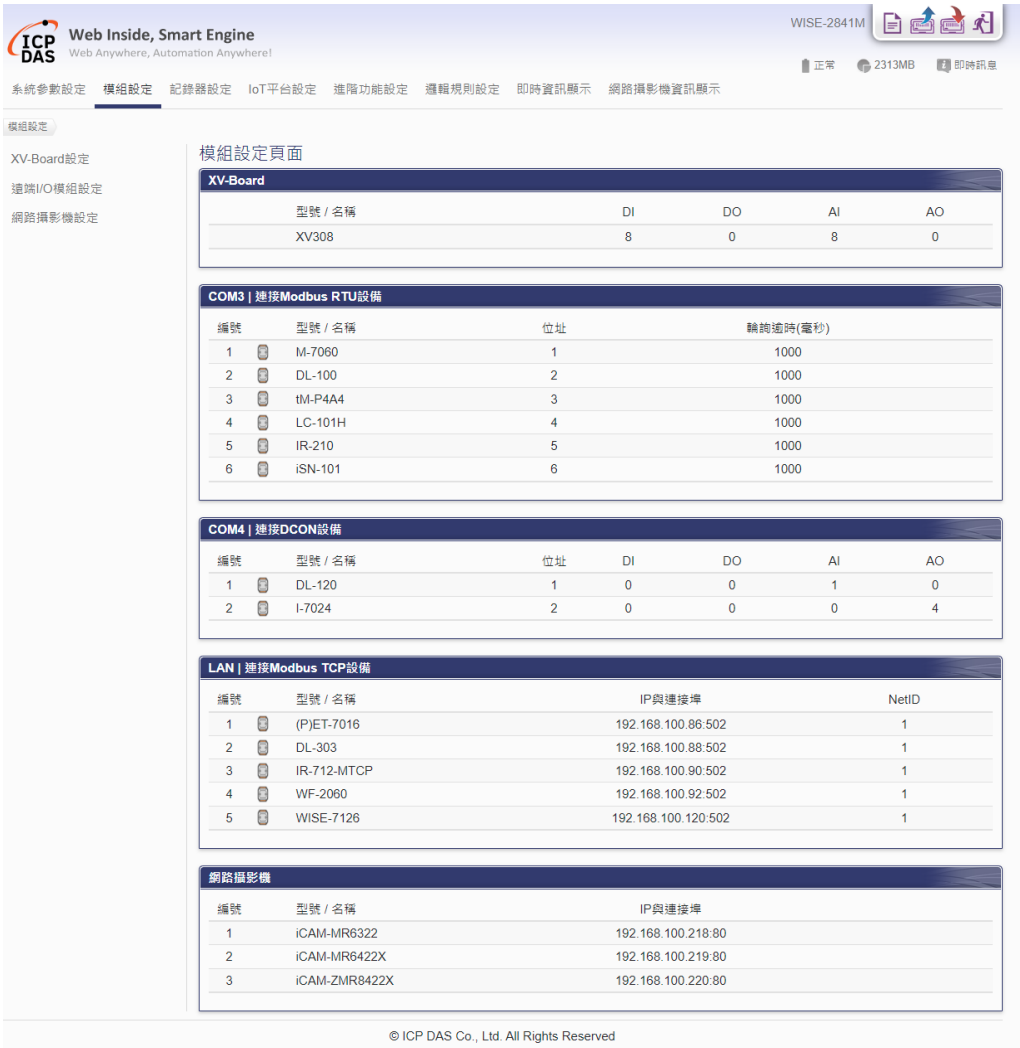 WISE-2841M
ICP DAS
Web Inside, Smart Engine
Web Anywhere, Automation Anywhere!
正常 2313MB 即時訊息
系統參數設定 模組設定 記錄器設定 IoT平台設定 進階功能設定 邏輯規則設定 即時資訊顯示 網路攝影機資訊顯示
模組設定
XV-Board設定
遠端I/O模組設定
網路攝影機設定
模組設定頁面
XV-Board
型號 / 名稱 DI DO AI AO
XV308 8 0 8 0
COM3 | 連接Modbus RTU設備
編號 型號 / 名稱 位址 輪詢逾時(毫秒)
1 M-7060 1 1000
2 DL-100 2 1000
3 tM-P4A4 3 1000
4 LC-101H 4 1000
5 IR-210 5 1000
6 iSN-101 6 1000
COM4 | 連接DCON設備
編號 型號 / 名稱 位址 DI DO AI AO
1 DL-120 1 0 0 1 0
2 I-7024 2 0 0 0 4
LAN | 連接Modbus TCP設備
編號 型號 / 名稱 IP與連接埠 NetID
1 (P)ET-7016 192.168.100.86:502 1
2 DL-303 192.168.100.88:502 1
3 IR-712-MTCP 192.168.100.90:502 1
4 WF-2060 192.168.100.92:502 1
5 WISE-7126 192.168.100.120:502 1
網路攝影機
編號 型號 / 名稱 IP與連接埠
1 iCAM-MR6322 192.168.100.218:80
2 iCAM-MR6422X 192.168.100.219:80
3 iCAM-ZMR8422X 192.168.100.220:80
© ICP DAS Co., Ltd. All Rights Reserved